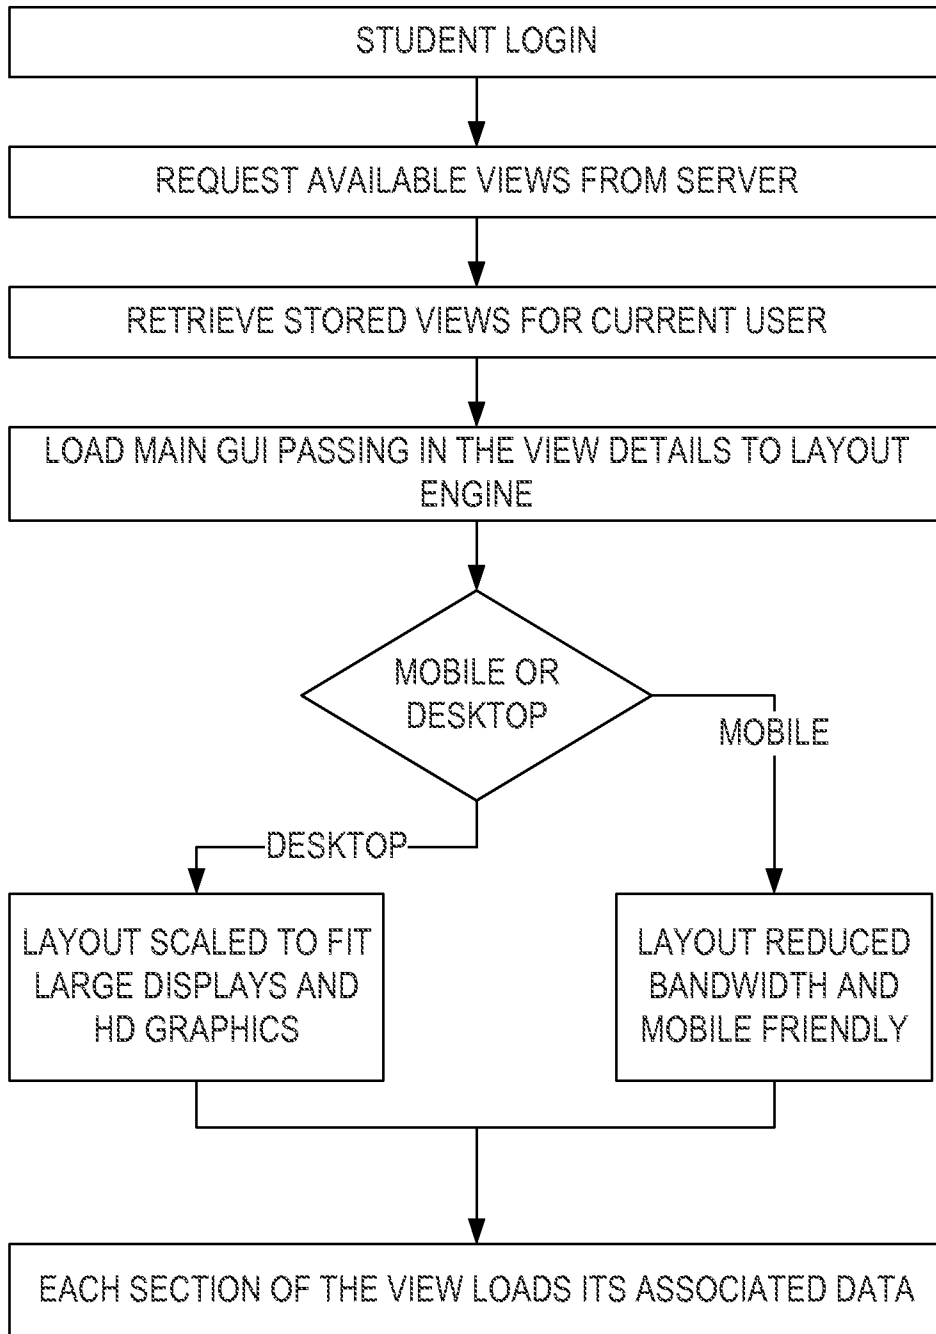 STUDENT LOGIN
REQUEST AVAILABLE VIEWS FROM SERVER
RETRIEVE STORED VIEWS FOR CURRENT USER
LOAD MAIN GUI PASSING IN THE VIEW DETAILS TO LAYOUT
ENGINE
MOBILE OR
DESKTOP
MOBILE
DESKTOP
LAYOUT SCALED TO FIT
LARGE DISPLAYS AND
HD GRAPHICS
LAYOUT REDUCED
BANDWIDTH AND
MOBILE FRIENDLY
EACH SECTION OF THE VIEW LOADS ITS ASSOCIATED DATA